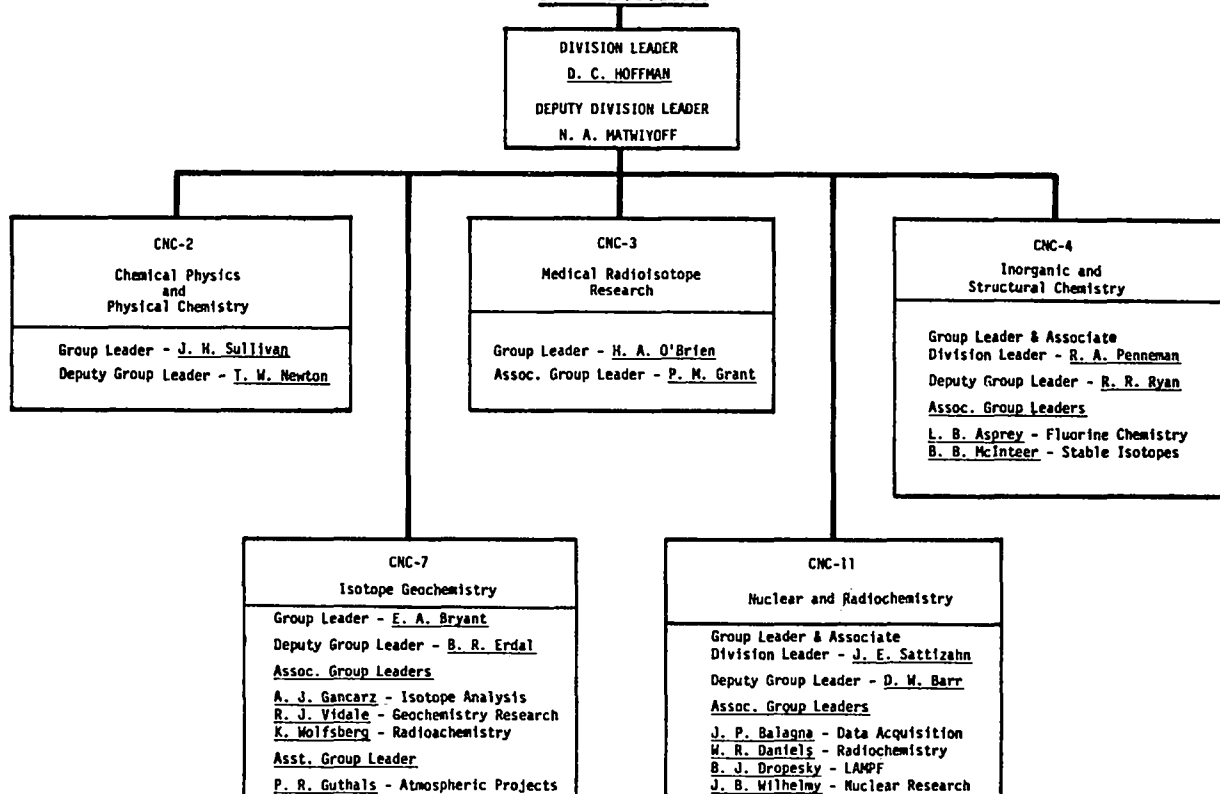 DIVISION LEADER
D. C. HOFFMAN
DEPUTY DIVISION LEADER
N. A. MATWIYOFF
CNC-2
Chemical Physics
and
Physical Chemistry
Group Leader - J. H. Sullivan
Deputy Group Leader - T. W. Newton
CNC-3
Medical Radioisotope
Research
Group Leader - H. A. O'Brien
Assoc. Group Leader - P. M. Grant
CNC-4
Inorganic and
Structural Chemistry
Group Leader & Associate
Division Leader - R. A. Penneman
Deputy Group Leader - R. R. Ryan
Assoc. Group Leaders
L. B. Asprey - Fluorine Chemistry
B. B. McInteer - Stable Isotopes
CNC-7
Isotope Geochemistry
Group Leader - E. A. Bryant
Deputy Group Leader - B. R. Erdal
Assoc. Group Leaders
A. J. Gancarz - Isotope Analysis
R. J. Vidale - Geochemistry Research
K. Wolfsberg - Radioachemistry
Asst. Group Leader
P. R. Guthals - Atmospheric Projects
CNC-11
Nuclear and Radiochemistry
Group Leader & Associate
Division Leader - J. E. Sattizahn
Deputy Group Leader - D. W. Barr
Assoc. Group Leaders
J. P. Balagna - Data Acquisition
W. R. Daniels - Radiochemistry
B. J. Dropesky - LAMPF
J. B. Wilhelmy - Nuclear Research